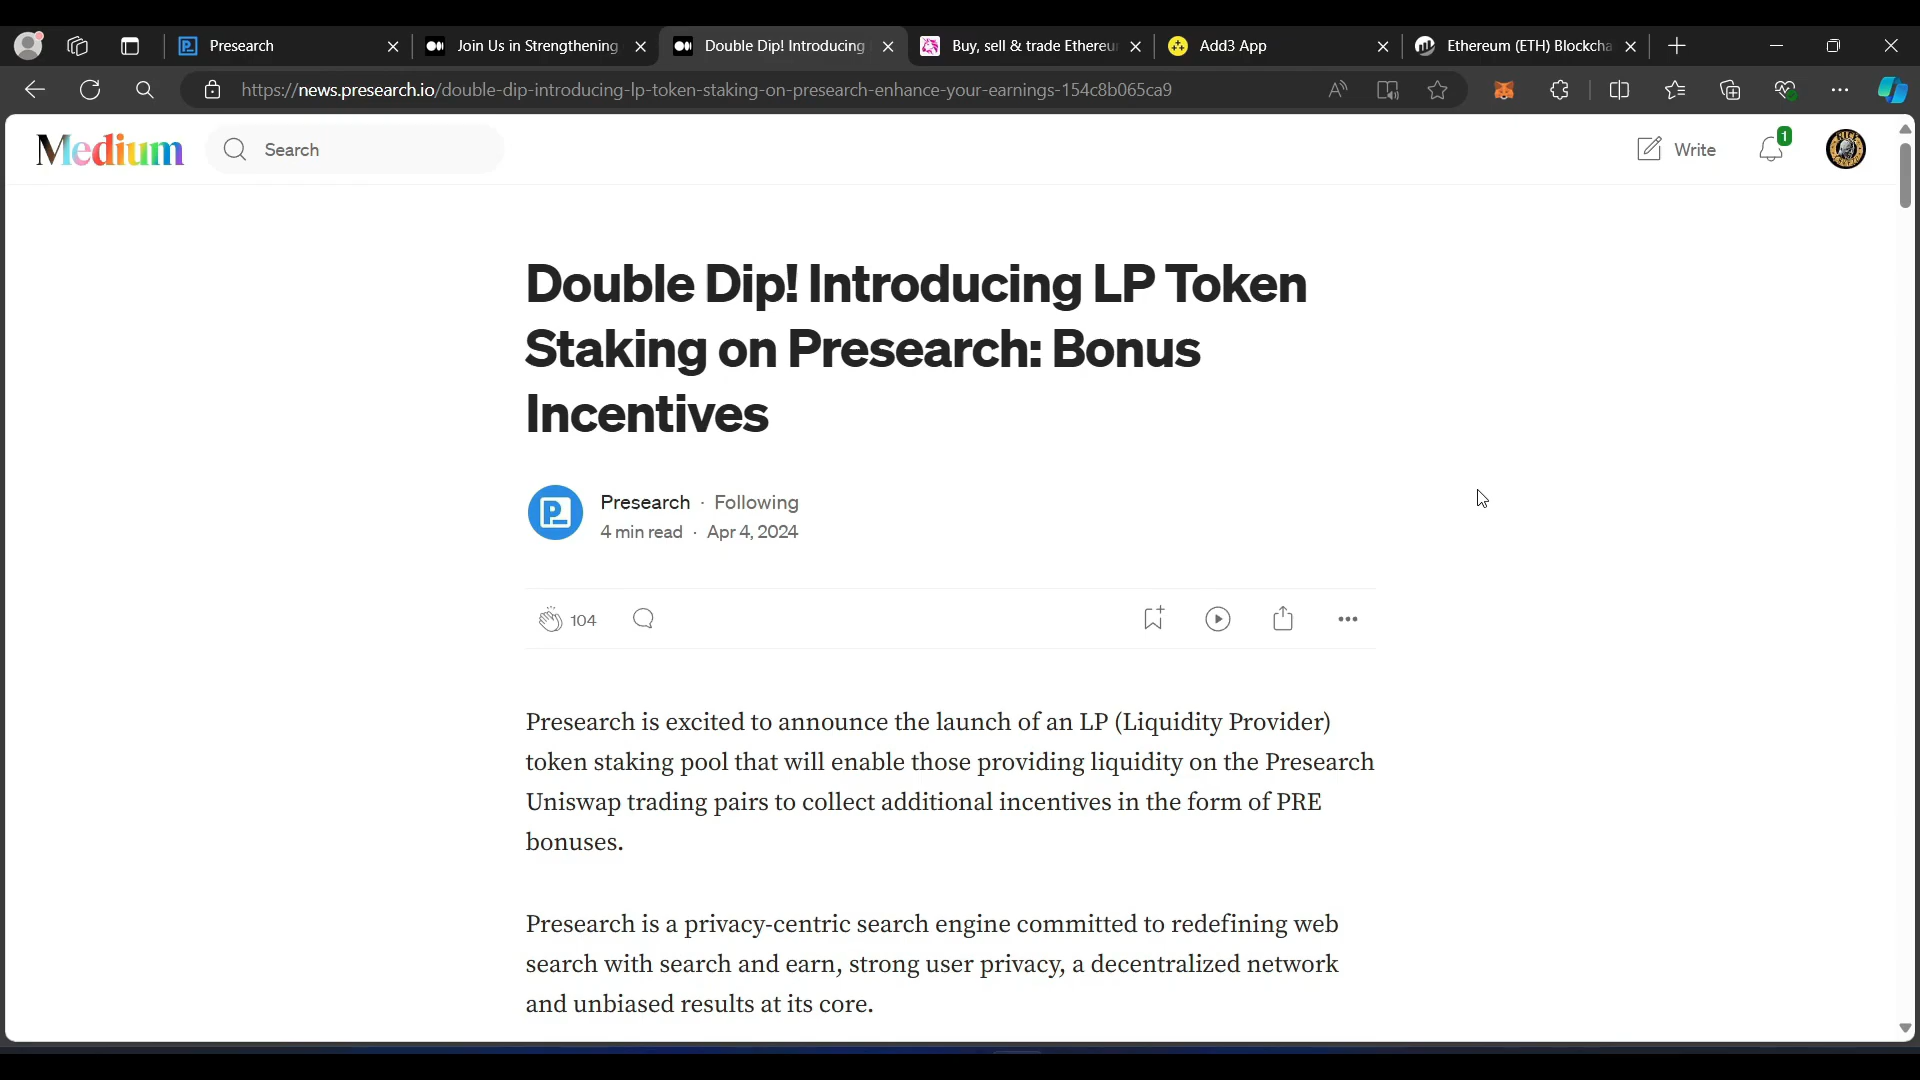 Presearch
Join Us in Strengthening
Double Dip! Introducing
Buy, sell & trade Ethereu
Add3 App
Ethereum (ETH) Blockcha
https://news.presearch.io/double-dip-introducing-lp-token-staking-on-presearch-enhance-your-earnings-154c8b065ca9
Medium
Search
Write
1
Double Dip! Introducing LP Token
Staking on Presearch: Bonus
Incentives
Presearch · Following
4 min read · Apr 4, 2024
104
Presearch is excited to announce the launch of an LP (Liquidity Provider)
token staking pool that will enable those providing liquidity on the Presearch
Uniswap trading pairs to collect additional incentives in the form of PRE
bonuses.
Presearch is a privacy-centric search engine committed to redefining web
search with search and earn, strong user privacy, a decentralized network
and unbiased results at its core.